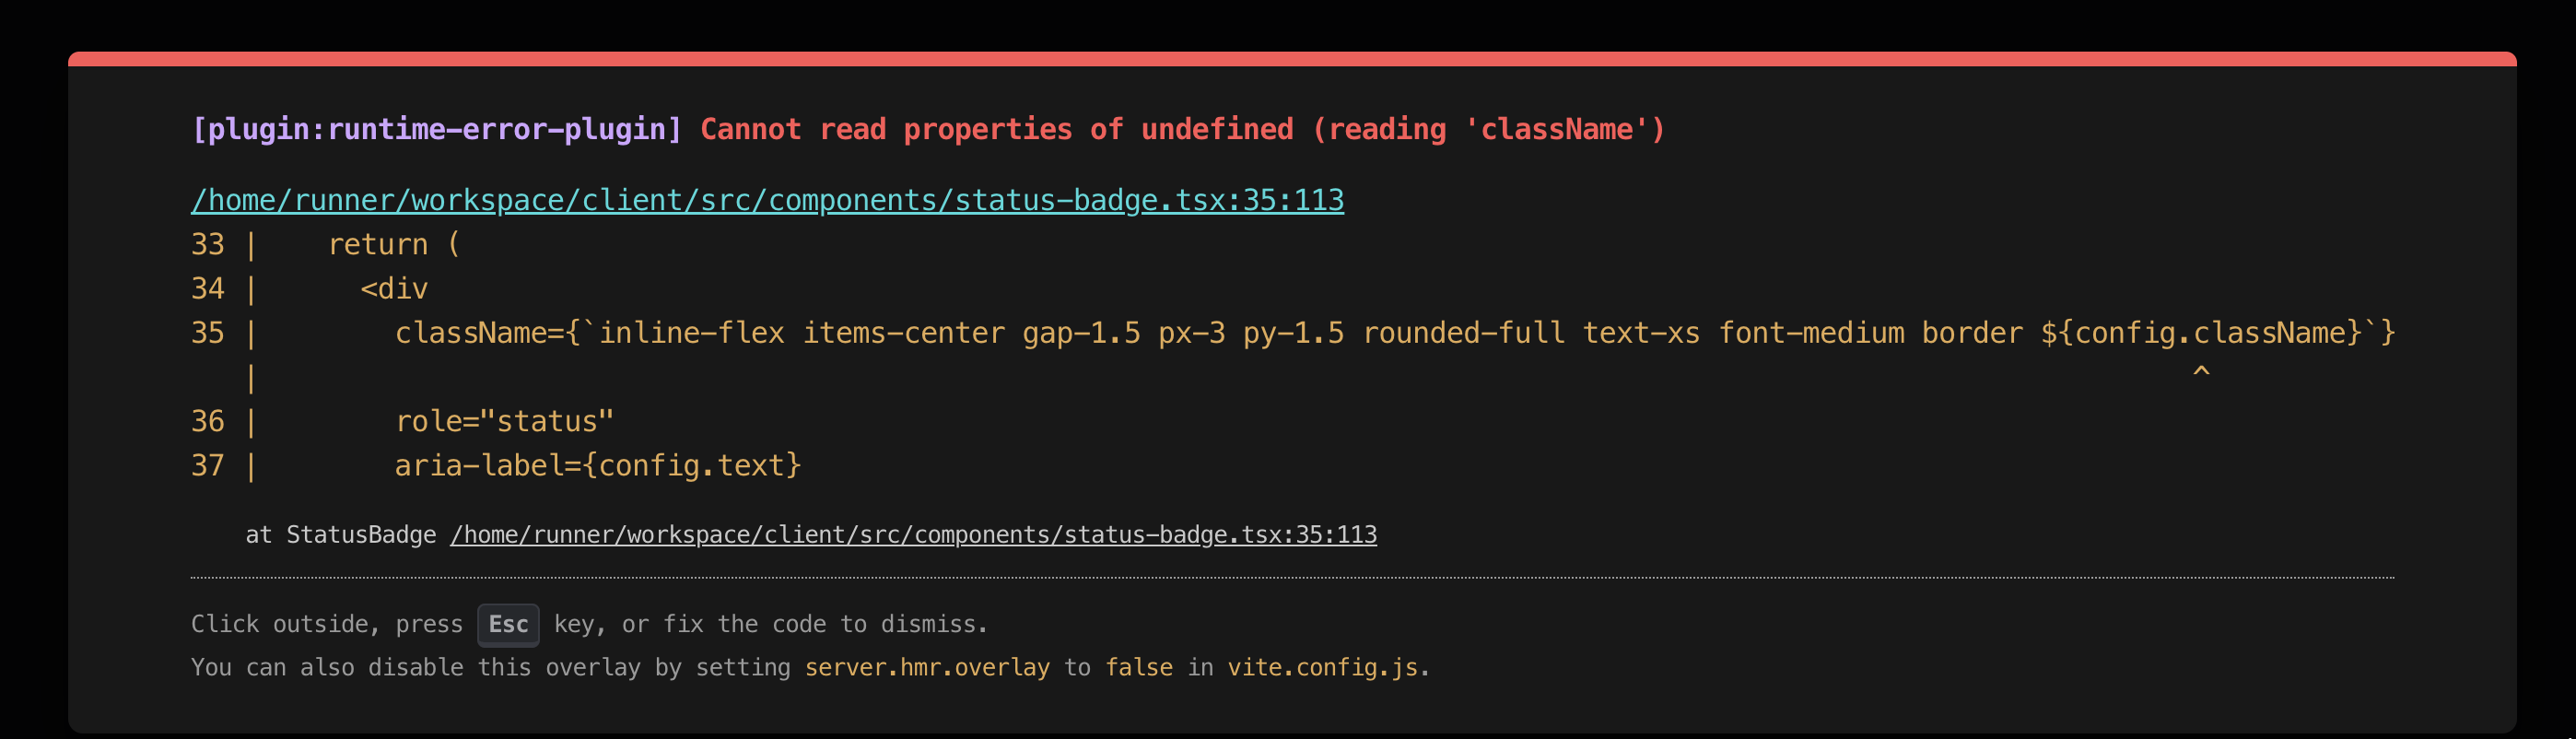 [plugin:runtime-error-plugin] Cannot read properties of undefined (reading 'className')
/home/runner/workspace/client/src/components/status-badge.tsx:35:113
33 |    return (
34 |      <div
35 |        className={`inline-flex items-center gap-1.5 px-3 py-1.5 rounded-full text-xs font-medium border ${config.className}`}
   |                                                                                                                   ^
36 |        role="status"
37 |        aria-label={config.text}
    at StatusBadge /home/runner/workspace/client/src/components/status-badge.tsx:35:113
Click outside, press Esc key, or fix the code to dismiss.
You can also disable this overlay by setting server.hmr.overlay to false in vite.config.js.